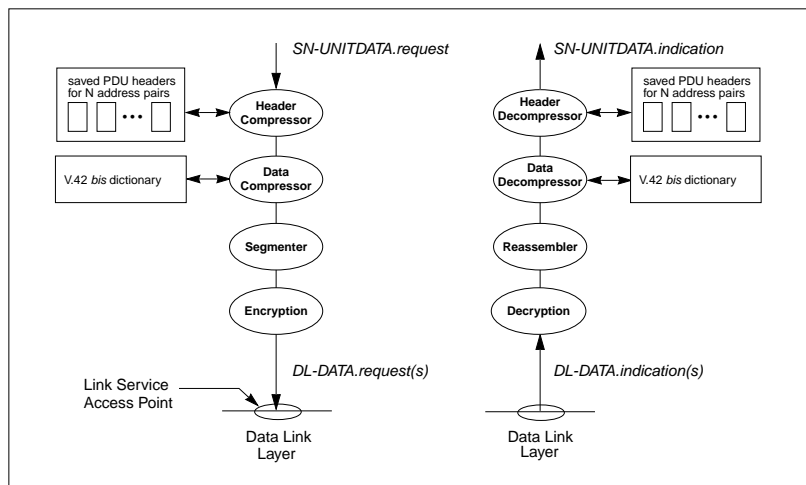 SN-UNITDATA.request
saved PDU headers
for N address pairs
Header
Compressor
V.42 bis dictionary
Data
Compressor
Segmenter
Encryption
DL-DATA.request(s)
Link Service
Access Point
Data Link
Layer
SN-UNITDATA.indication
Header
Decompressor
saved PDU headers
for N address pairs
Data
Decompressor
V.42 bis dictionary
Reassembler
Decryption
DL-DATA.indication(s)
Data Link
Layer